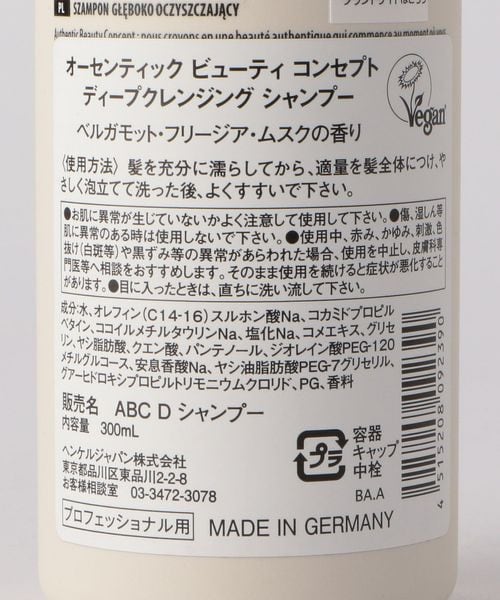 PL SZAMPON GŁĘBOKO OCZYSZCZAJĄCY
Authentic Beauty Concept : nous croyons en une beauté authentique qui commence au moment où vous
オーセンティック ビューティ コンセプト
ディープクレンジング シャンプー
ベルガモット・フリージア・ムスクの香り
Vegan
〈使用方法〉髪を充分に濡らしてから、適量を髪全体につけ、や
さしく泡立てて洗った後、よくすすいで下さい。
●お肌に異常が生じていないかよく注意して使用して下さい。●傷、湿しん等
肌に異常のある時は使用しないで下さい。●使用中、赤み、かゆみ、刺激、色
抜け(白斑等)や黒ずみ等の異常があらわれた場合、使用を中止し、皮膚科専
門医等へ相談をおすすめします。そのまま使用を続けると症状が悪化すること
があります。●目に入ったときは、直ちに洗い流して下さい。
成分:水、オレフィン(C14-16)スルホン酸Na、コカミドプロピル
ベタイン、ココイルメチルタウリンNa、塩化Na、コメエキス、グリセ
リン、ヤシ脂肪酸、クエン酸、パンテノール、ジオレイン酸PEG-120
メチルグルコース、安息香酸Na、ヤシ油脂肪酸PEG-7グリセリル、
グアーヒドロキシプロピルトリモニウムクロリド、PG、香料
販売名 ABC D シャンプー
内容量 300mL
ヘンケルジャパン株式会社
東京都品川区東品川2-2-8
お客様相談室 03-3472-3078
プラ
容器
キャップ
中栓
BA.A
4 515208 092390
プロフェッショナル用
MADE IN GERMANY